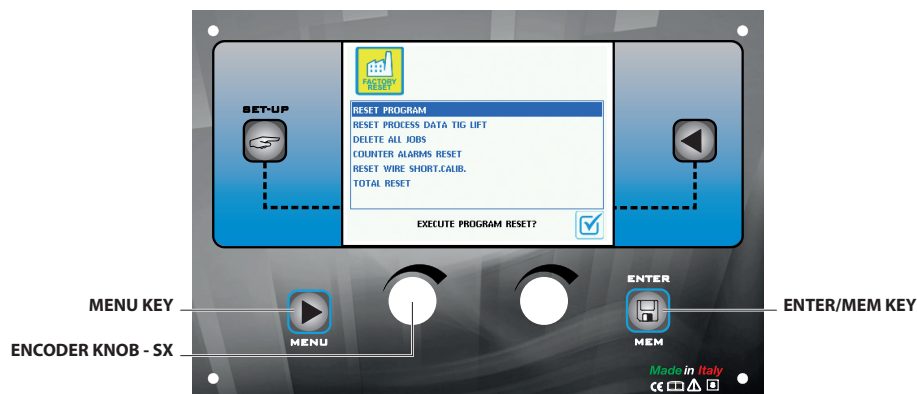 FACTORY
RESET
SET-UP
RESET PROGRAM
RESET PROCESS DATA TIG LIFT
DELETE ALL JOBS
COUNTER ALARMS RESET
RESET WIRE SHORT.CALIB.
TOTAL RESET
EXECUTE PROGRAM RESET?
ENTER
MENU KEY
ENTER/MEM KEY
MENU
MEM
ENCODER KNOB - SX
Made in Italy
CE